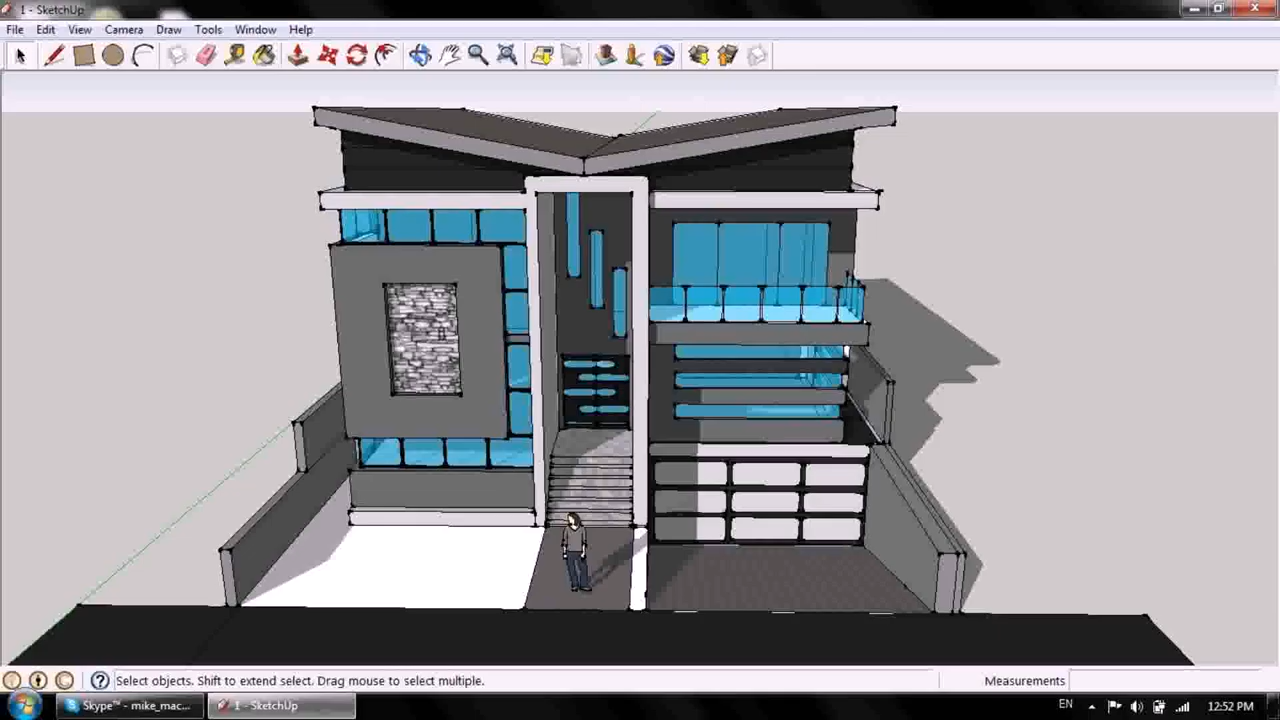 1 - SketchUp
File Edit View Camera Draw Tools Window Help
Select objects. Shift to extend select. Drag mouse to select multiple.
Measurements
Skype™ - mike_mac...
1 - SketchUp
EN
12:52 PM